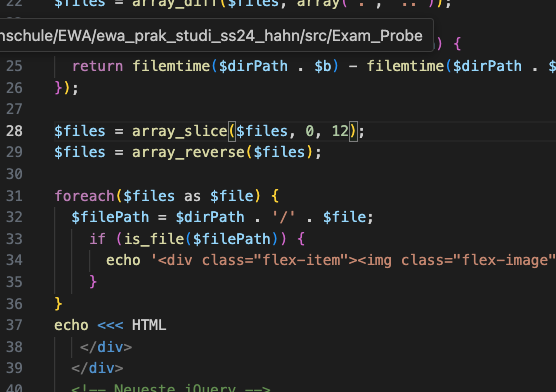 22 $files = array_diff($files, array('.', '..'));
hschule/EWA/ewa_prak_studi_ss24_hahn/src/Exam_Probe ) {
25 return filemtime($dirPath . $b) - filemtime($dirPath . $
26 });
27
28 $files = array_slice($files, 0, 12);
29 $files = array_reverse($files);
30
31 foreach($files as $file) {
32 $filePath = $dirPath . '/' . $file;
33 if (is_file($filePath)) {
34 echo '<div class="flex-item"><img class="flex-image"
35 }
36 }
37 echo <<< HTML
38 </div>
39 </div>
40 <!-- Neueste jQuery -->